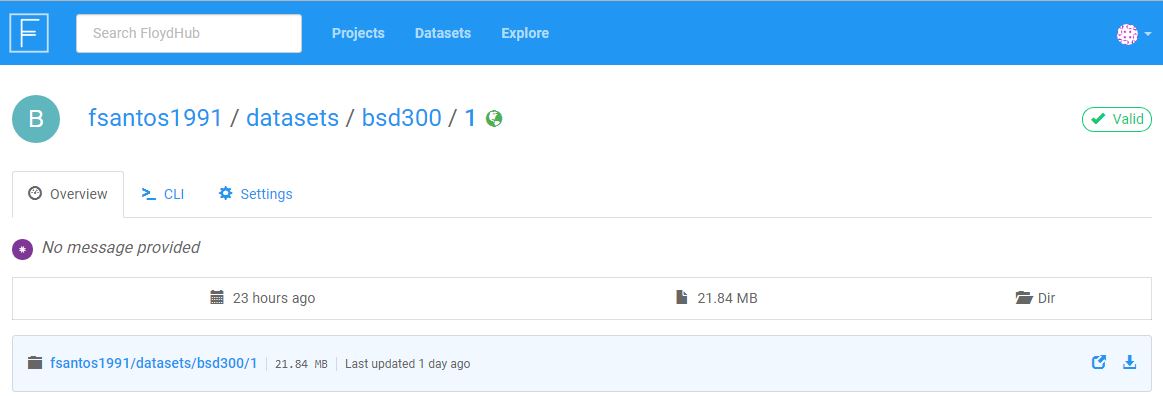 F Search FloydHub Projects Datasets Explore
B fsantos1991 / datasets / bsd300 / 1 Valid
Overview >_ CLI Settings
No message provided
23 hours ago 21.84 MB Dir
fsantos1991/datasets/bsd300/1 21.84 MB Last updated 1 day ago